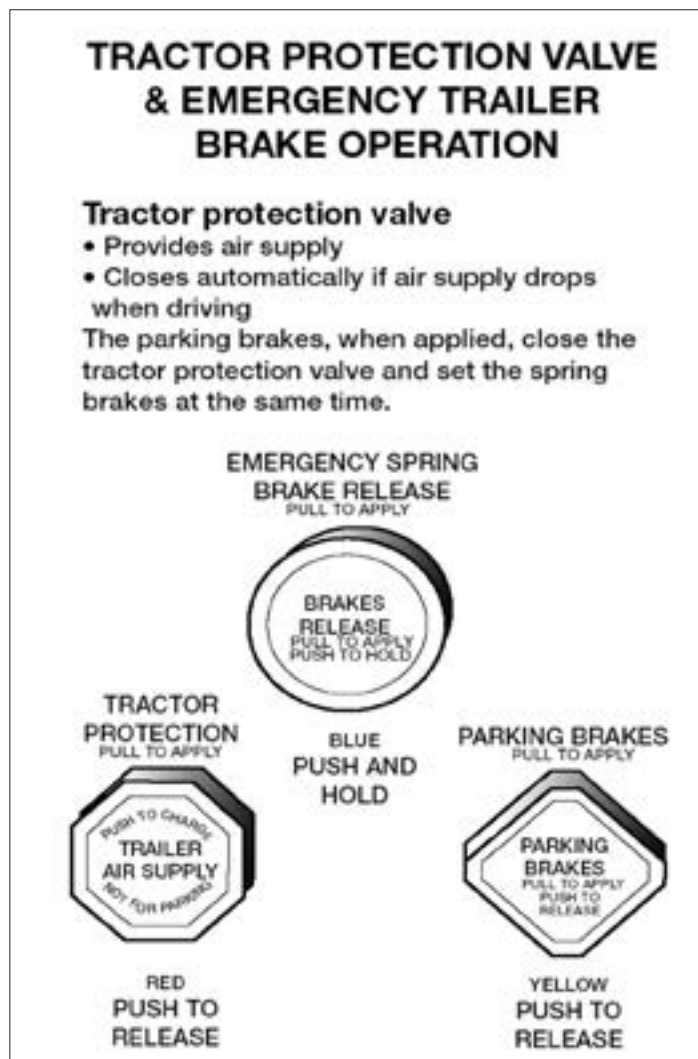 TRACTOR PROTECTION VALVE
& EMERGENCY TRAILER
BRAKE OPERATION
Tractor protection valve
• Provides air supply
• Closes automatically if air supply drops
when driving
The parking brakes, when applied, close the
tractor protection valve and set the spring
brakes at the same time.
EMERGENCY SPRING
BRAKE RELEASE
PULL TO APPLY
BRAKES
RELEASE
PULL TO APPLY
PUSH TO HOLD
BLUE
PUSH AND
HOLD
TRACTOR
PROTECTION
PULL TO APPLY
PUSH TO CHARGE
TRAILER
AIR SUPPLY
NOT FOR PARKING
RED
PUSH TO
RELEASE
PARKING BRAKES
PULL TO APPLY
PARKING
BRAKES
PULL TO APPLY
PUSH TO
RELEASE
YELLOW
PUSH TO
RELEASE